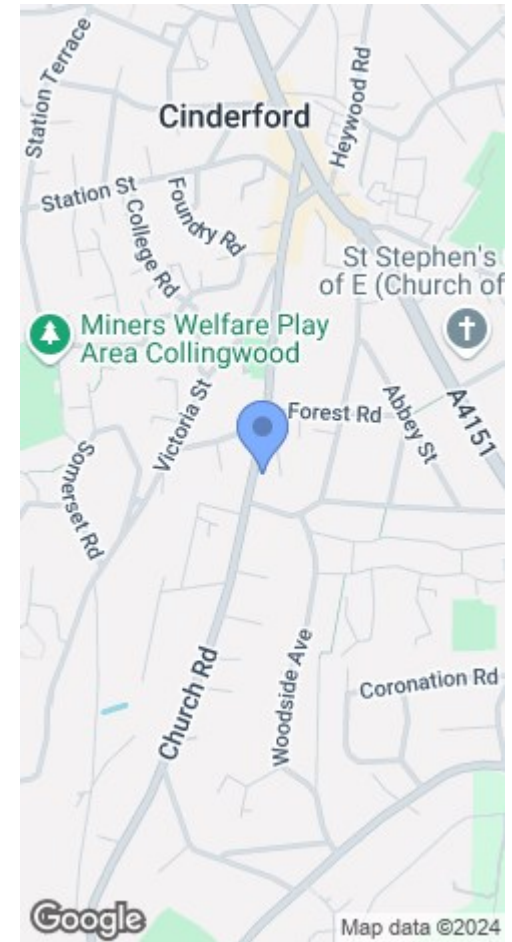 Station Terrace
Cinderford
Heywood Rd
Station St
College Rd
Foundry Rd
St Stephen's
of E (Church of
Miners Welfare Play
Area Collingwood
Victoria St
Forest Rd
Abbey St
A4151
Somerset Rd
Church Rd
Woodside Ave
Coronation Rd
Google
Map data ©2024